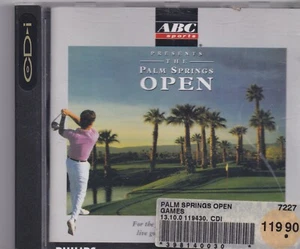 CD-i
ABC
sports
PRESENTS
THE
PALM SPRINGS
OPEN
For the
live g
PALM SPRINGS OPEN
GAMES
7227
13.10.0 119430, CDI
119 90
PHILIPS